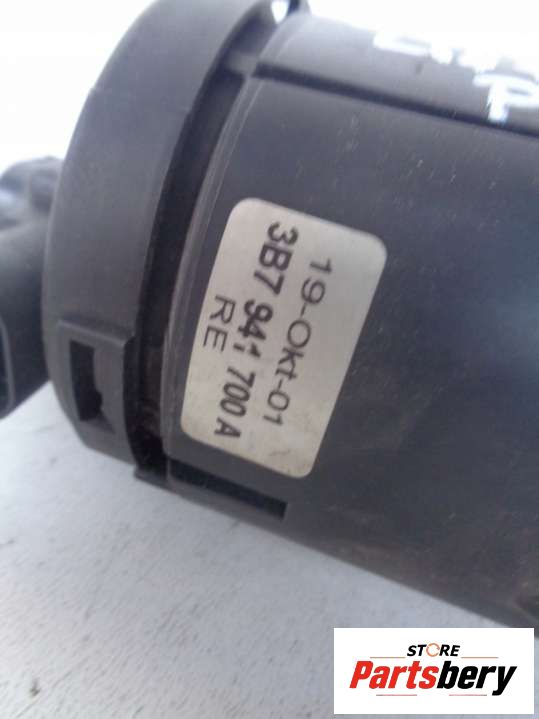 19-Okt-01
3B7 941 700 A
RE
STORE
Partsbery